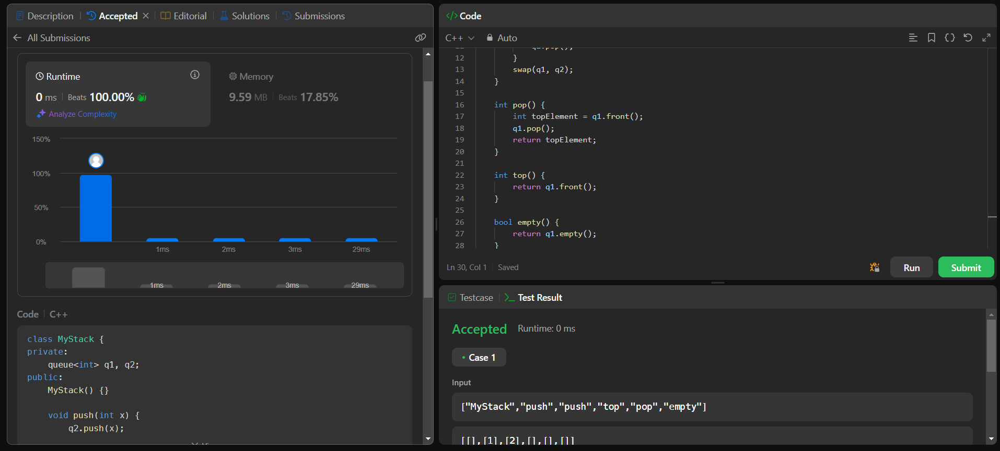 Description
Accepted
Editorial
Solutions
Submissions
All Submissions
Runtime
0 ms
Beats 100.00%
Analyze Complexity
Memory
9.59 MB
Beats 17.85%
150%
100%
50%
0%
1ms
2ms
3ms
29ms
1ms
2ms
3ms
29ms
Code
C++
class MyStack {
private:
queue<int> q1, q2;
public:
MyStack() {}
void push(int x) {
q2.push(x);
</> Code
C++
Auto
12 }
13 swap(q1, q2);
14 }
15
16 int pop() {
17 int topElement = q1.front();
18 q1.pop();
19 return topElement;
20 }
21
22 int top() {
23 return q1.front();
24 }
25
26 bool empty() {
27 return q1.empty();
28 }
Ln 30, Col 1
Saved
Run
Submit
Testcase
Test Result
Accepted
Runtime: 0 ms
Case 1
Input
["MyStack","push","push","top","pop","empty"]
[[],[1],[2],[],[],[]]